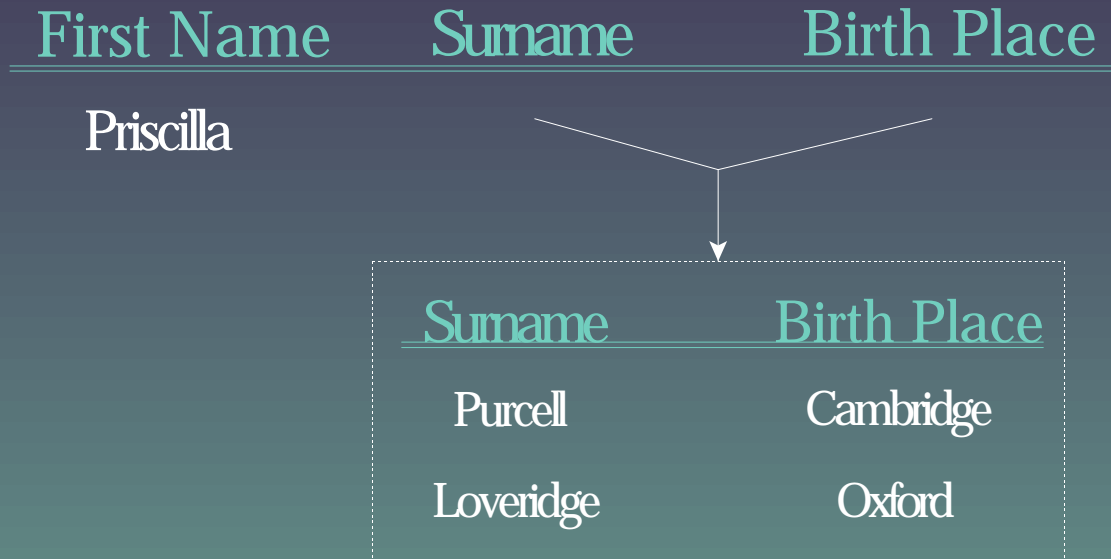 First Name Surname Birth Place
Priscilla
Surname Birth Place
Purcell Cambridge
Loveridge Oxford